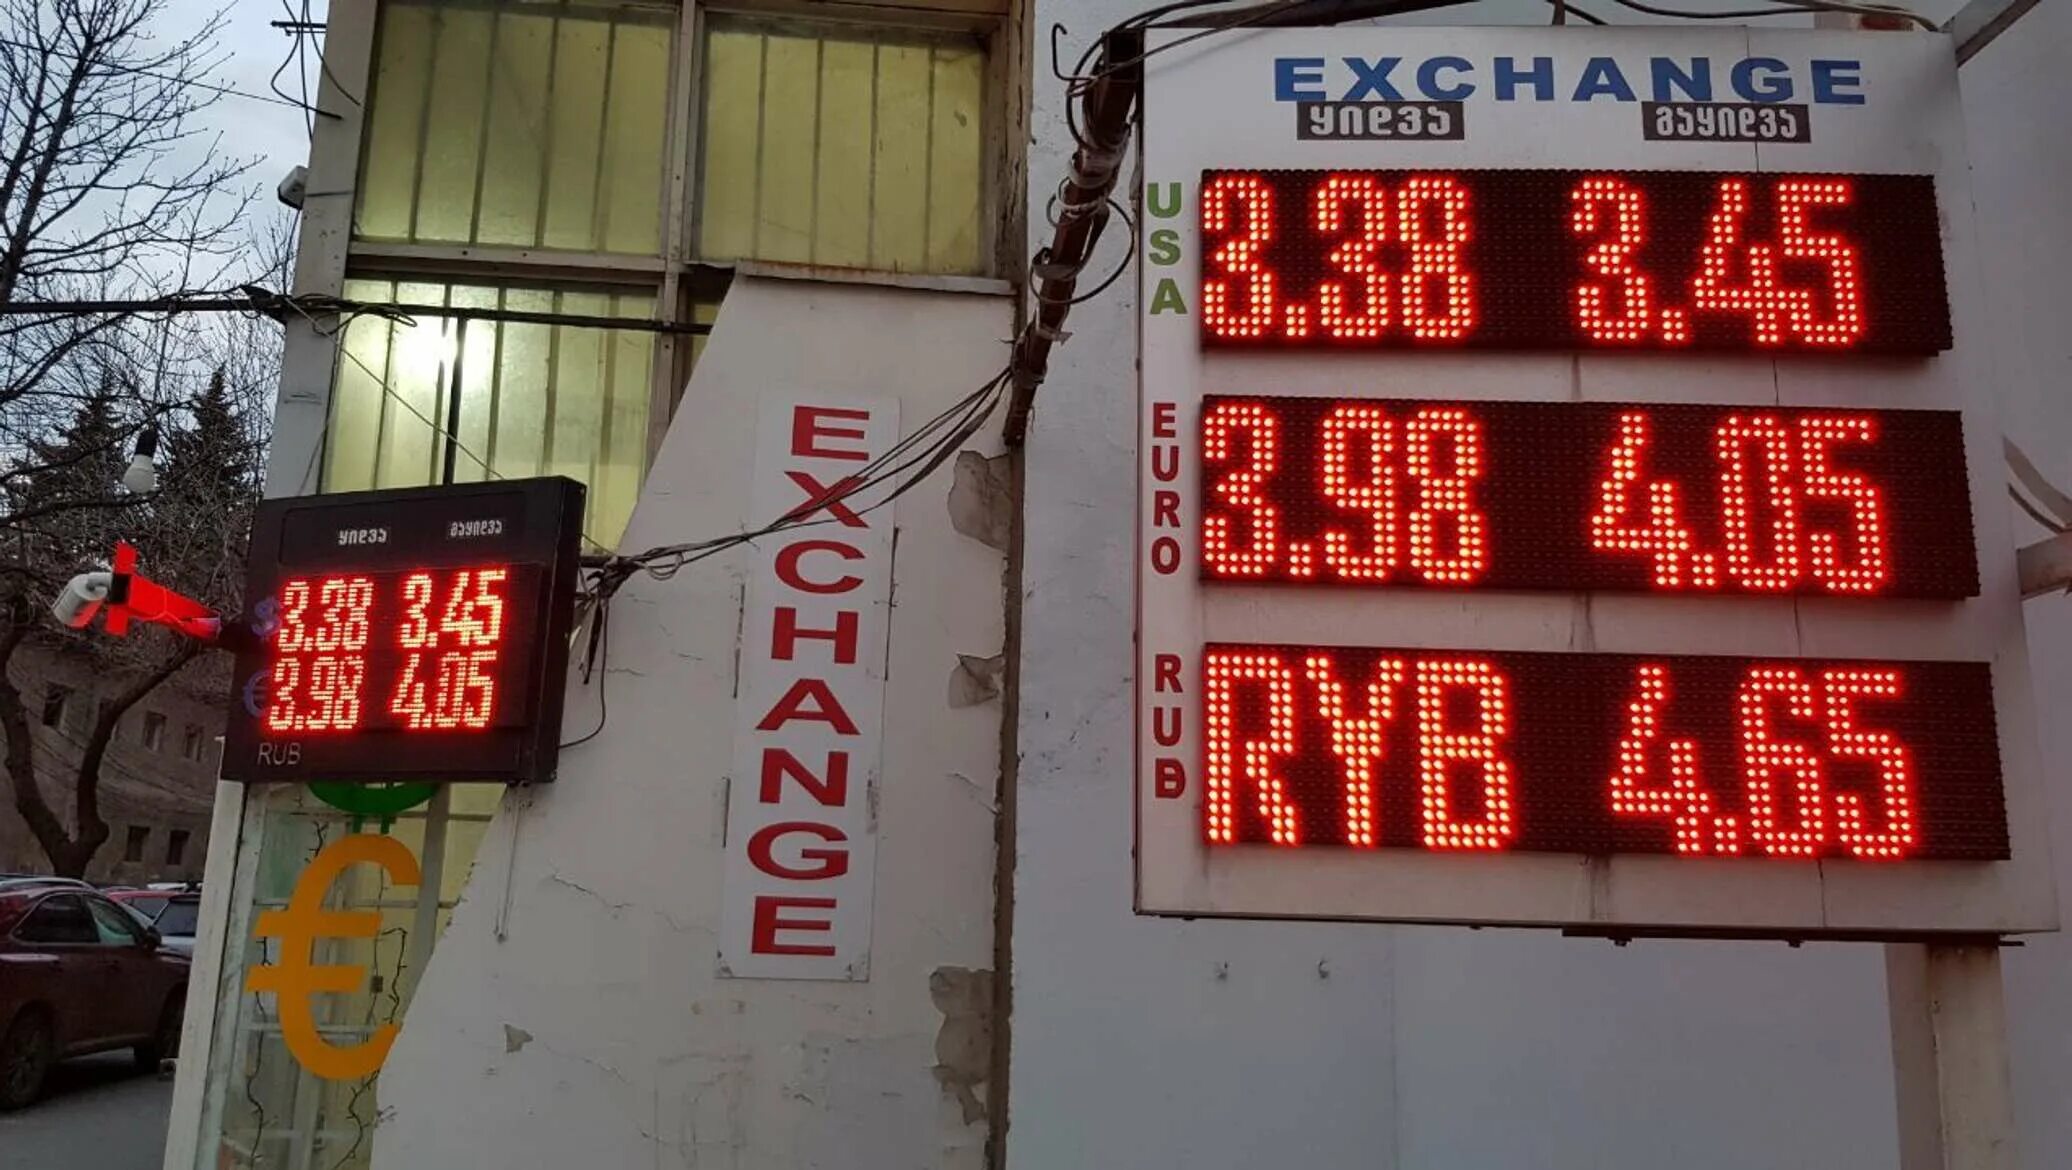 EXCHANGE
ყიდვა გაყიდვა
USA 3.38 3.45
EURO 3.98 4.05
RUB RYB 4.65
EXCHANGE
ყიდვა გაყიდვა
$ 3.38 3.45
€ 3.98 4.05
RUB
€